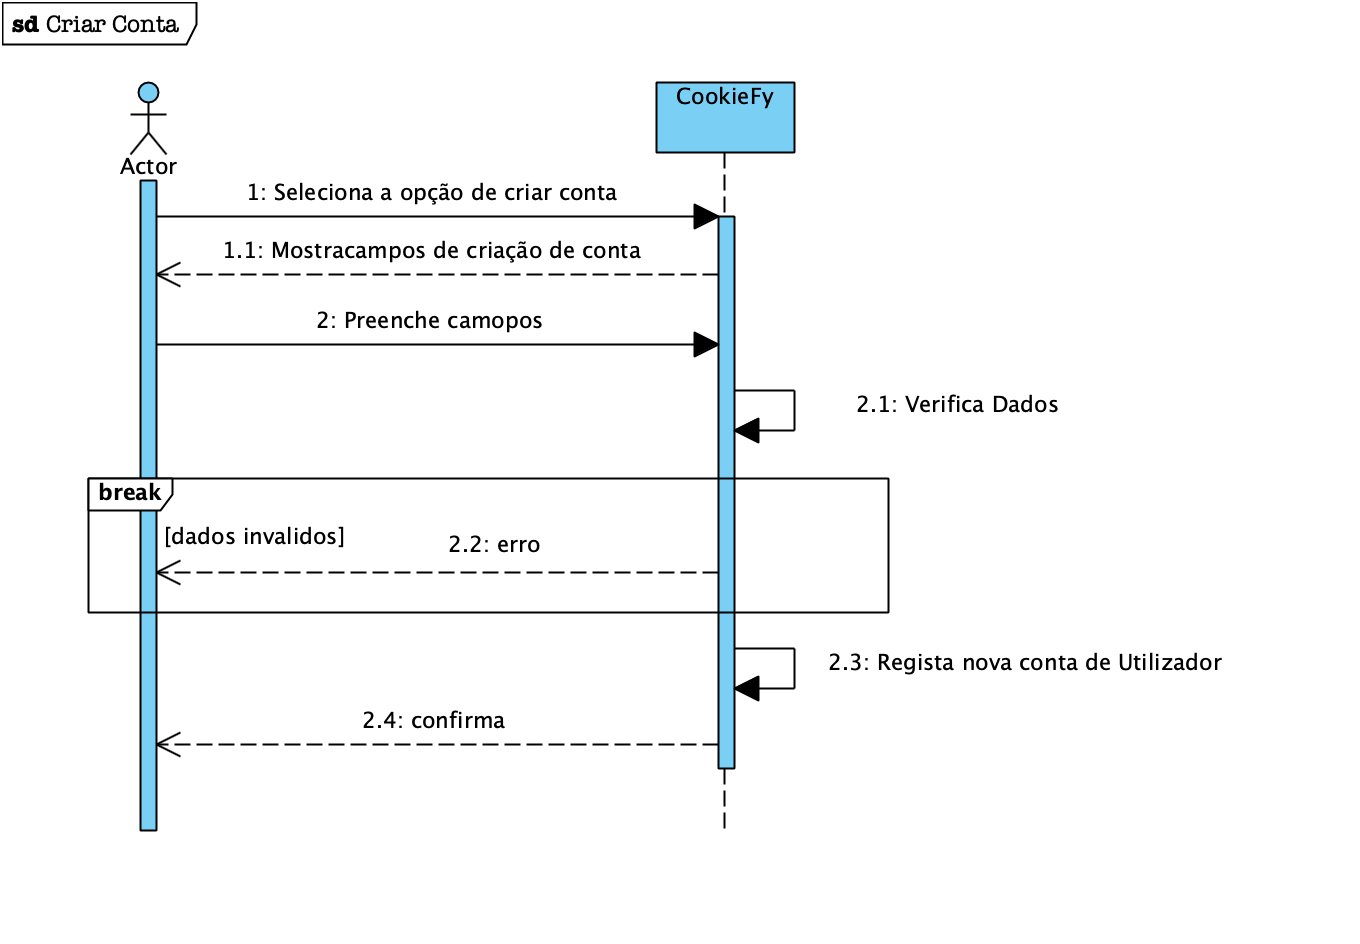 sd Criar Conta
CookieFy
Actor
1: Seleciona a opção de criar conta
1.1: Mostracampos de criação de conta
2: Preenche camopos
2.1: Verifica Dados
break
[dados invalidos]
2.2: erro
2.3: Regista nova conta de Utilizador
2.4: confirma